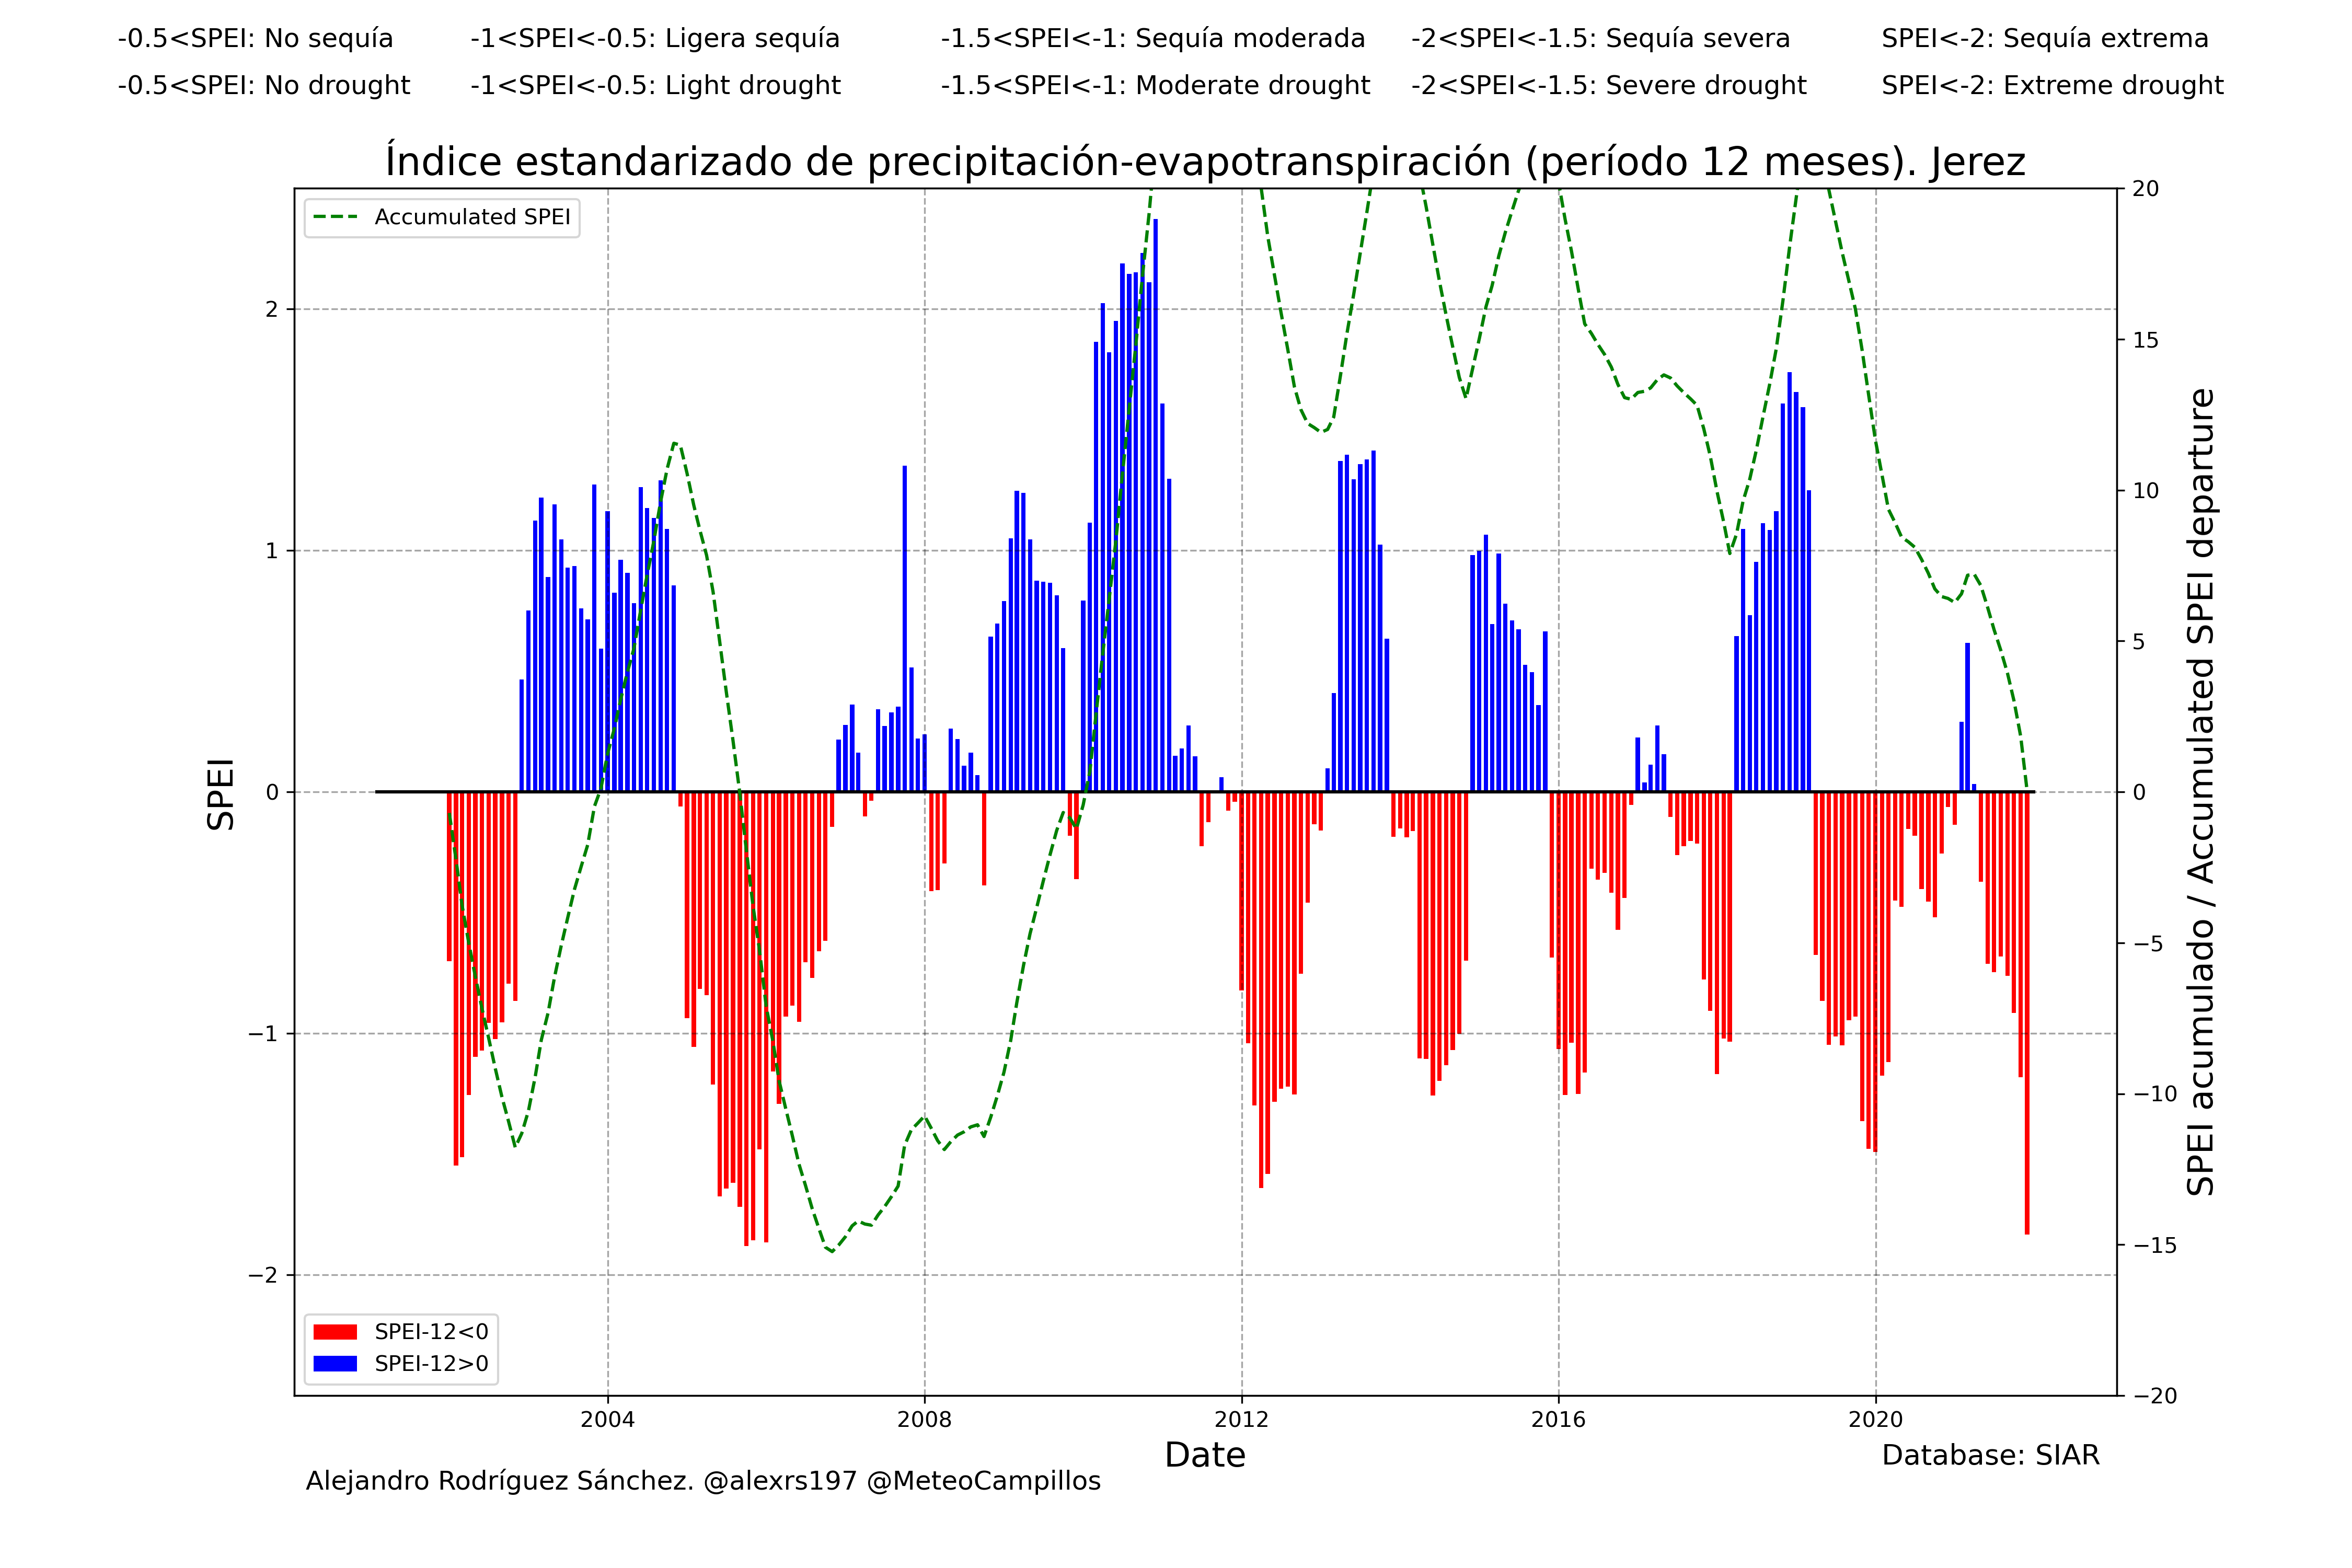 -0.5<SPEI: No sequía -1<SPEI<-0.5: Ligera sequía -1.5<SPEI<-1: Sequía moderada -2<SPEI<-1.5: Sequía severa SPEI<-2: Sequía extrema
-0.5<SPEI: No drought -1<SPEI<-0.5: Light drought -1.5<SPEI<-1: Moderate drought -2<SPEI<-1.5: Severe drought SPEI<-2: Extreme drought
Índice estandarizado de precipitación-evapotranspiración (período 12 meses). Jerez
Accumulated SPEI
SPEI
2
1
0
−1
−2
20
15
10
5
0
−5
−10
−15
−20
SPEI acumulado / Accumulated SPEI departure
SPEI-12<0
SPEI-12>0
2004 2008 2012 2016 2020
Date
Database: SIAR
Alejandro Rodríguez Sánchez. @alexrs197 @MeteoCampillos